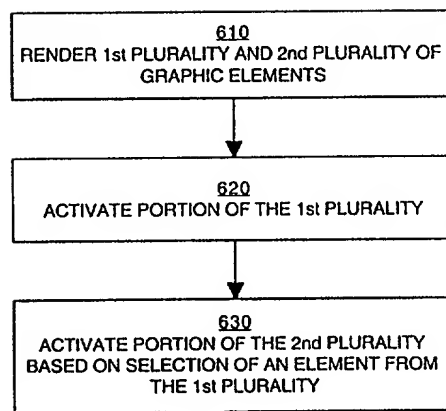 610
RENDER 1st PLURALITY AND 2nd PLURALITY OF
GRAPHIC ELEMENTS
620
ACTIVATE PORTION OF THE 1st PLURALITY
630
ACTIVATE PORTION OF THE 2nd PLURALITY
BASED ON SELECTION OF AN ELEMENT FROM
THE 1st PLURALITY